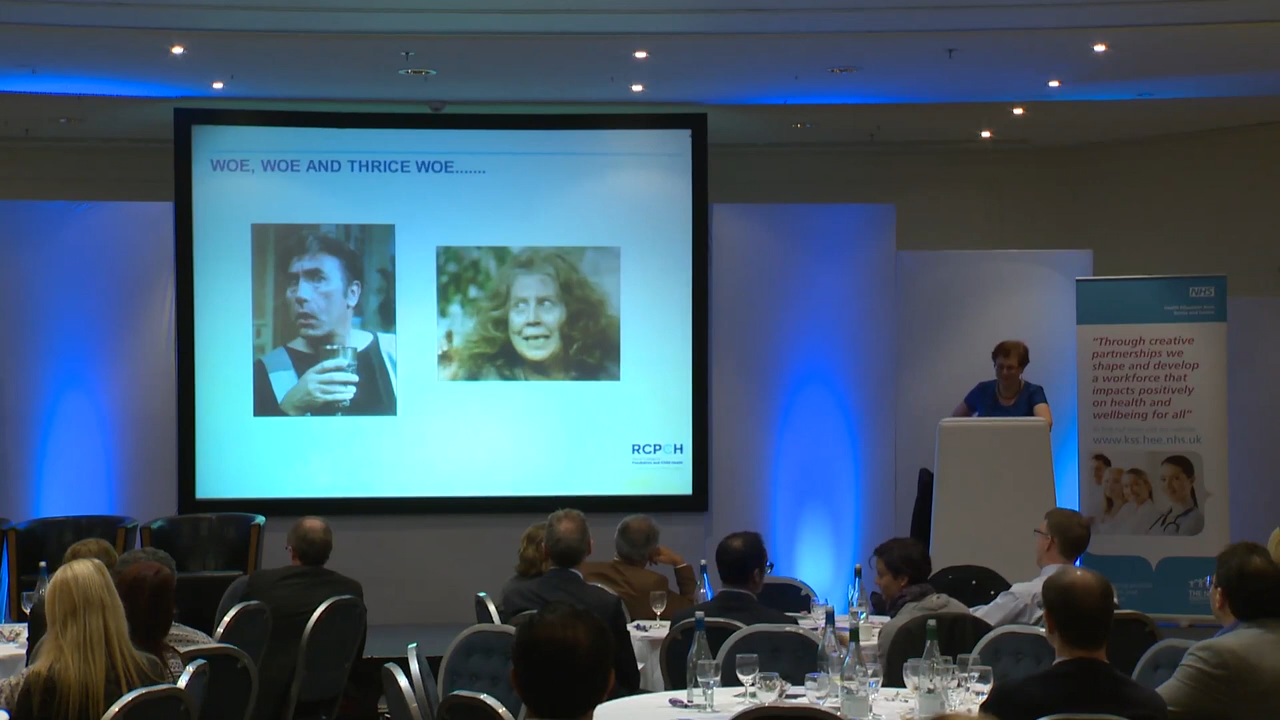 WOE, WOE AND THRICE WOE.......
RCPCH
NHS
"Through creative
partnerships we
shape and develop
a workforce that
impacts positively
on health and
wellbeing for all"
www.kss.hee.nhs.uk